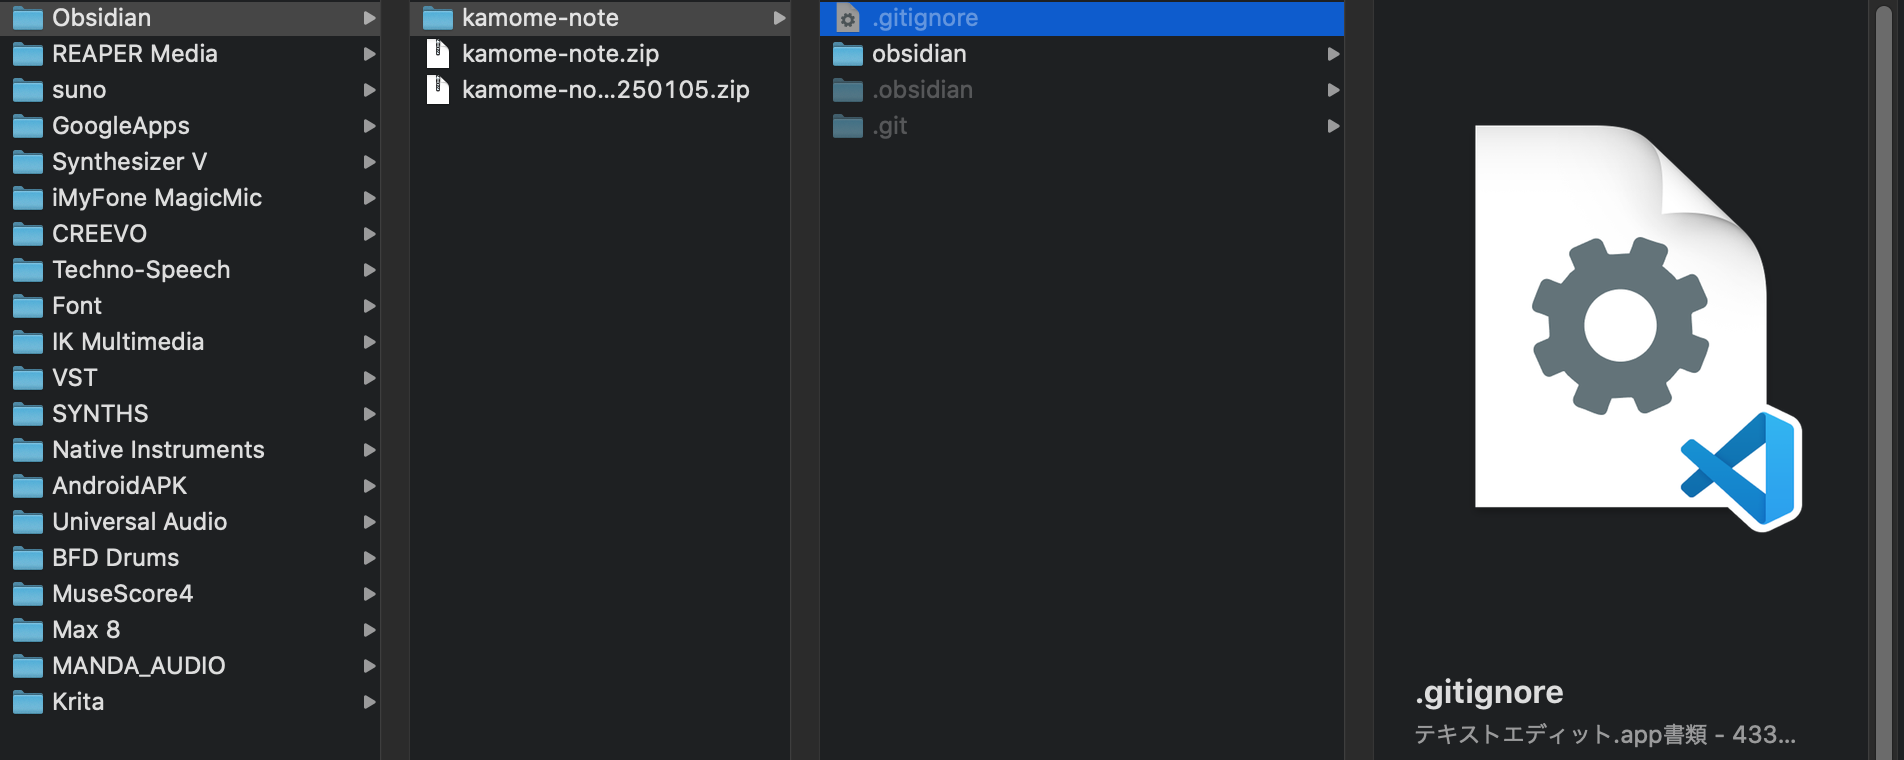 Obsidian
REAPER Media
suno
GoogleApps
Synthesizer V
iMyFone MagicMic
CREEVO
Techno-Speech
Font
IK Multimedia
VST
SYNTHS
Native Instruments
AndroidAPK
Universal Audio
BFD Drums
MuseScore4
Max 8
MANDA_AUDIO
Krita
kamome-note
kamome-note.zip
kamome-no...250105.zip
.gitignore
obsidian
.obsidian
.git
.gitignore
テキストエディット.app書類 - 433...